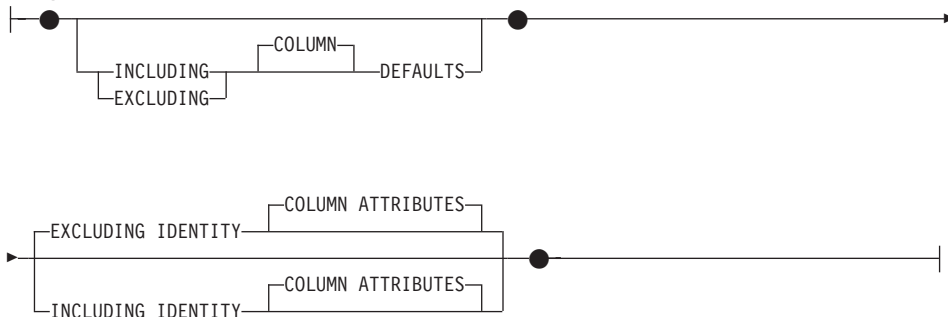 COLUMN
INCLUDING DEFAULTS
EXCLUDING
COLUMN ATTRIBUTES
EXCLUDING IDENTITY
COLUMN ATTRIBUTES
INCLUDING IDENTITY